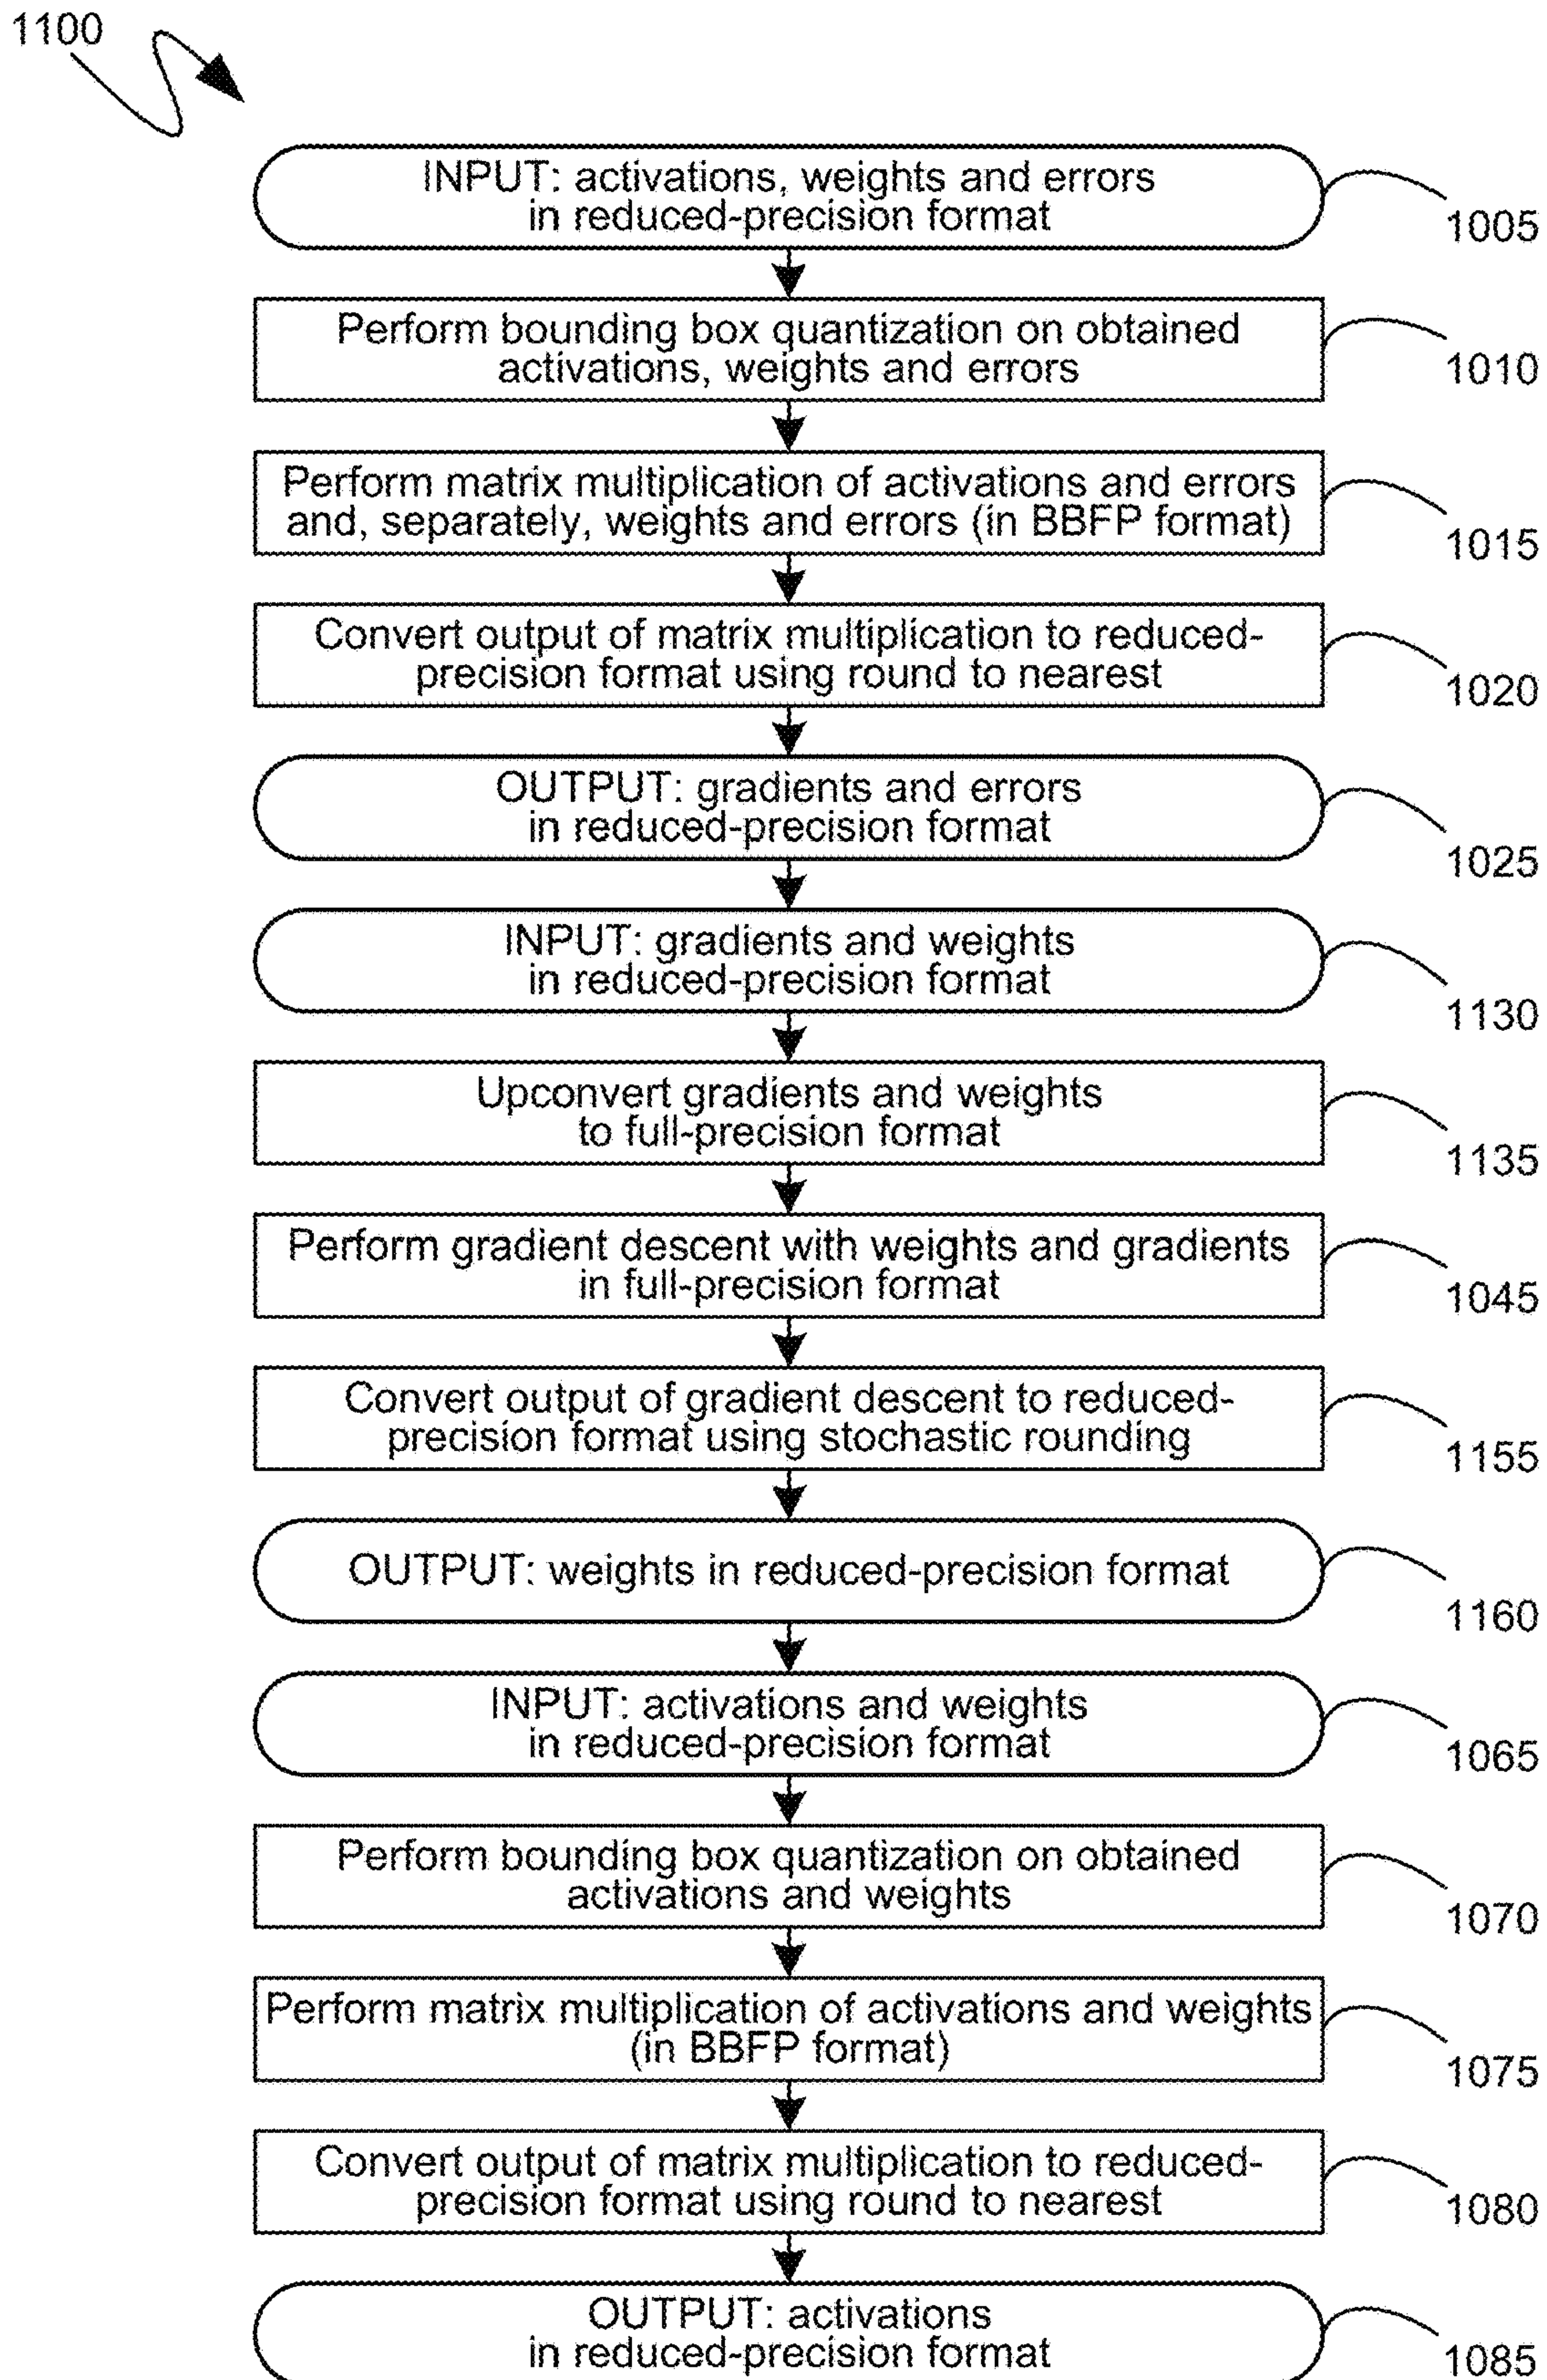 1100
INPUT: activations, weights and errors
in reduced-precision format
1005
Perform bounding box quantization on obtained
activations, weights and errors
1010
Perform matrix multiplication of activations and errors
and, separately, weights and errors (in BBFP format)
1015
Convert output of matrix multiplication to reduced-
precision format using round to nearest
1020
OUTPUT: gradients and errors
in reduced-precision format
1025
INPUT: gradients and weights
in reduced-precision format
1130
Upconvert gradients and weights
to full-precision format
1135
Perform gradient descent with weights and gradients
in full-precision format
1045
Convert output of gradient descent to reduced-
precision format using stochastic rounding
1155
OUTPUT: weights in reduced-precision format
1160
INPUT: activations and weights
in reduced-precision format
1065
Perform bounding box quantization on obtained
activations and weights
1070
Perform matrix multiplication of activations and weights
(in BBFP format)
1075
Convert output of matrix multiplication to reduced-
precision format using round to nearest
1080
OUTPUT: activations
in reduced-precision format
1085